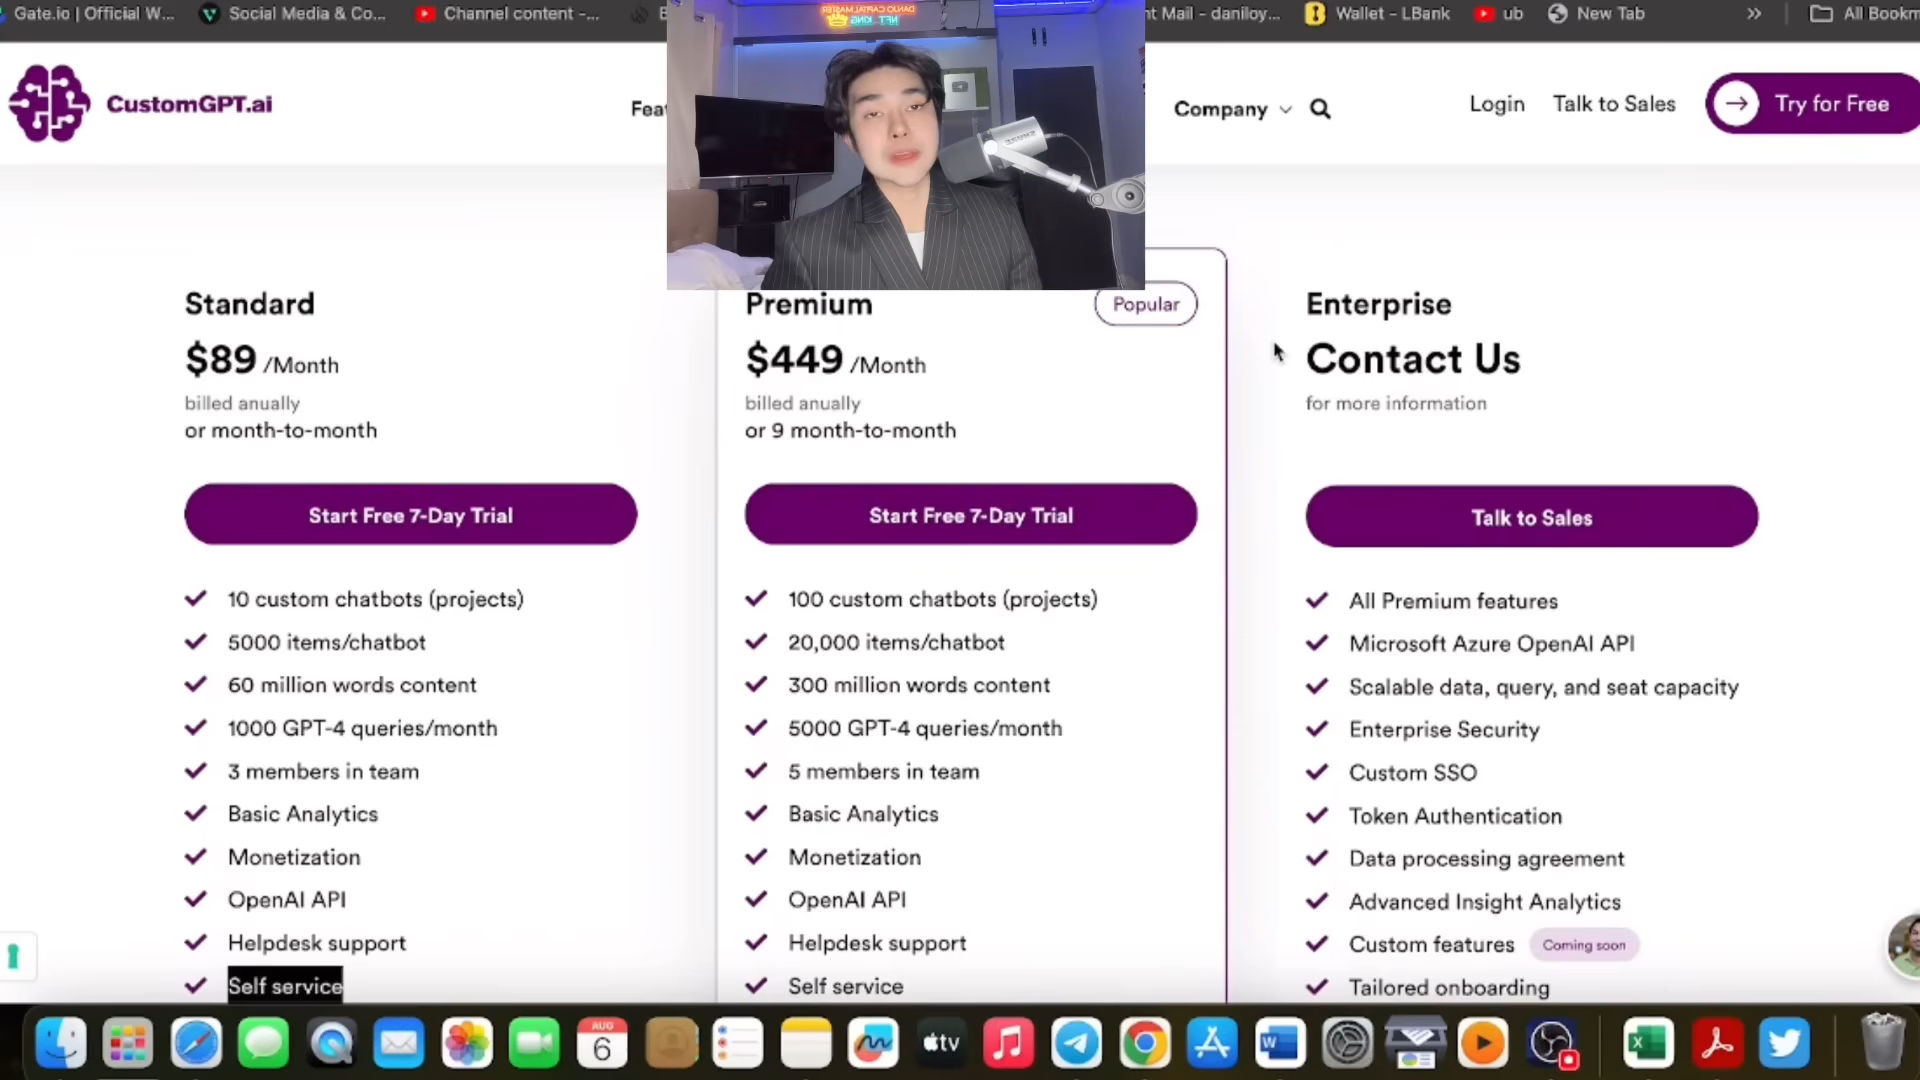 Gate.io | Official W...
Social Media & Co...
Channel content -...
nt Mail - daniloy...
Wallet - LBank
ub
New Tab
All Bookm
CustomGPT.ai
Feat
Company
Login
Talk to Sales
Try for Free
DANJO CAPITALMASTER
NFT KING
Standard
$89 /Month
billed anually
or month-to-month
Start Free 7-Day Trial
10 custom chatbots (projects)
5000 items/chatbot
60 million words content
1000 GPT-4 queries/month
3 members in team
Basic Analytics
Monetization
OpenAI API
Helpdesk support
Self service
Premium
Popular
$449 /Month
billed anually
or 9 month-to-month
Start Free 7-Day Trial
100 custom chatbots (projects)
20,000 items/chatbot
300 million words content
5000 GPT-4 queries/month
5 members in team
Basic Analytics
Monetization
OpenAI API
Helpdesk support
Self service
Enterprise
Contact Us
for more information
Talk to Sales
All Premium features
Microsoft Azure OpenAI API
Scalable data, query, and seat capacity
Enterprise Security
Custom SSO
Token Authentication
Data processing agreement
Advanced Insight Analytics
Custom features Coming soon
Tailored onboarding
AUG
6
tv